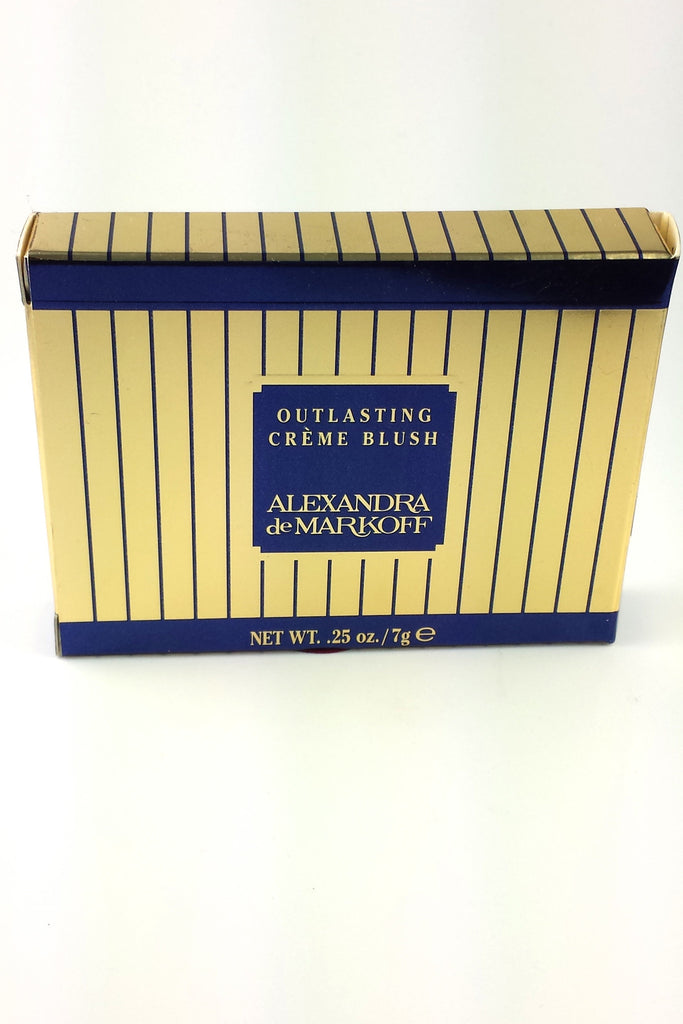 OUTLASTING
CRÈME BLUSH
ALEXANDRA
de MARKOFF
NET WT. .25 oz./7g ℮